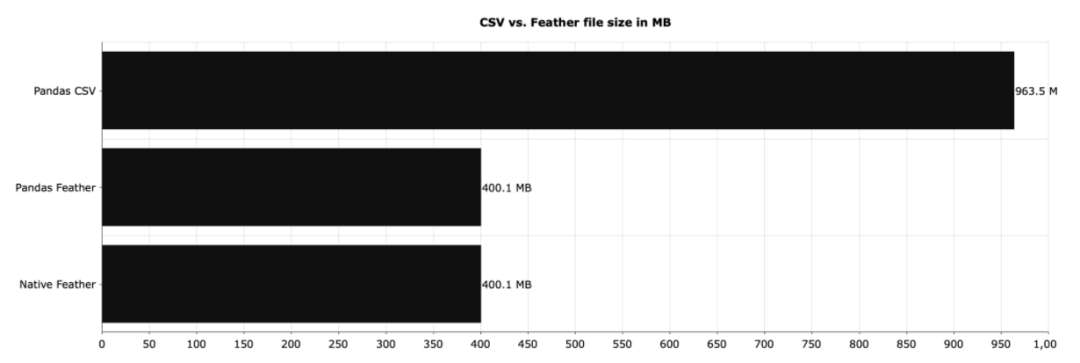 CSV vs. Feather file size in MB
Pandas CSV
963.5 M
Pandas Feather
400.1 MB
Native Feather
400.1 MB
0 50 100 150 200 250 300 350 400 450 500 550 600 650 700 750 800 850 900 950 1,00